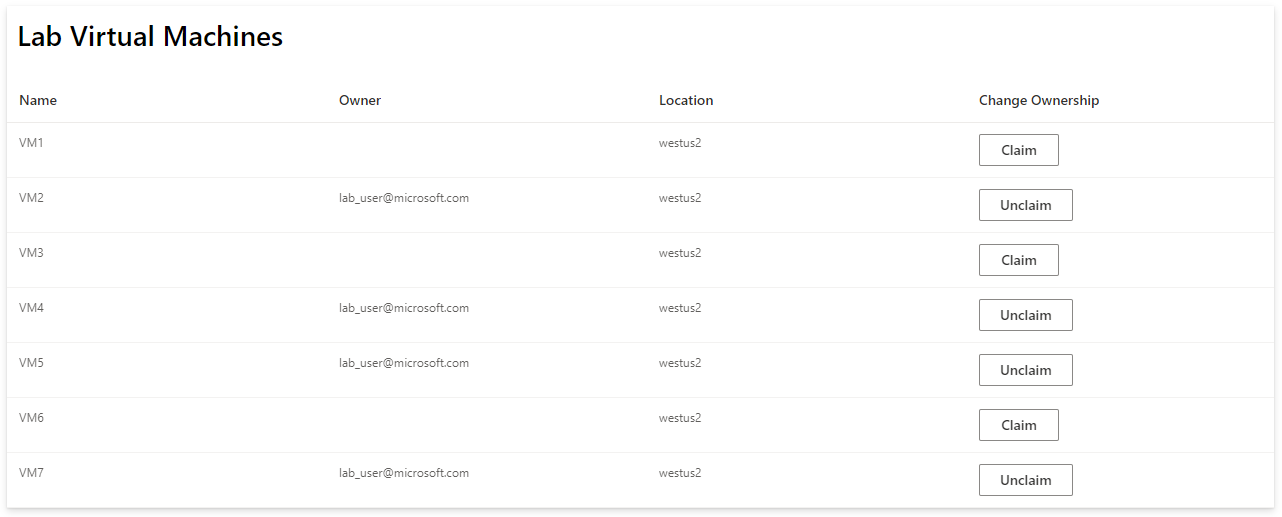 Lab Virtual Machines
Name Owner Location Change Ownership
VM1 westus2 Claim
VM2 lab_user@microsoft.com westus2 Unclaim
VM3 westus2 Claim
VM4 lab_user@microsoft.com westus2 Unclaim
VM5 lab_user@microsoft.com westus2 Unclaim
VM6 westus2 Claim
VM7 lab_user@microsoft.com westus2 Unclaim